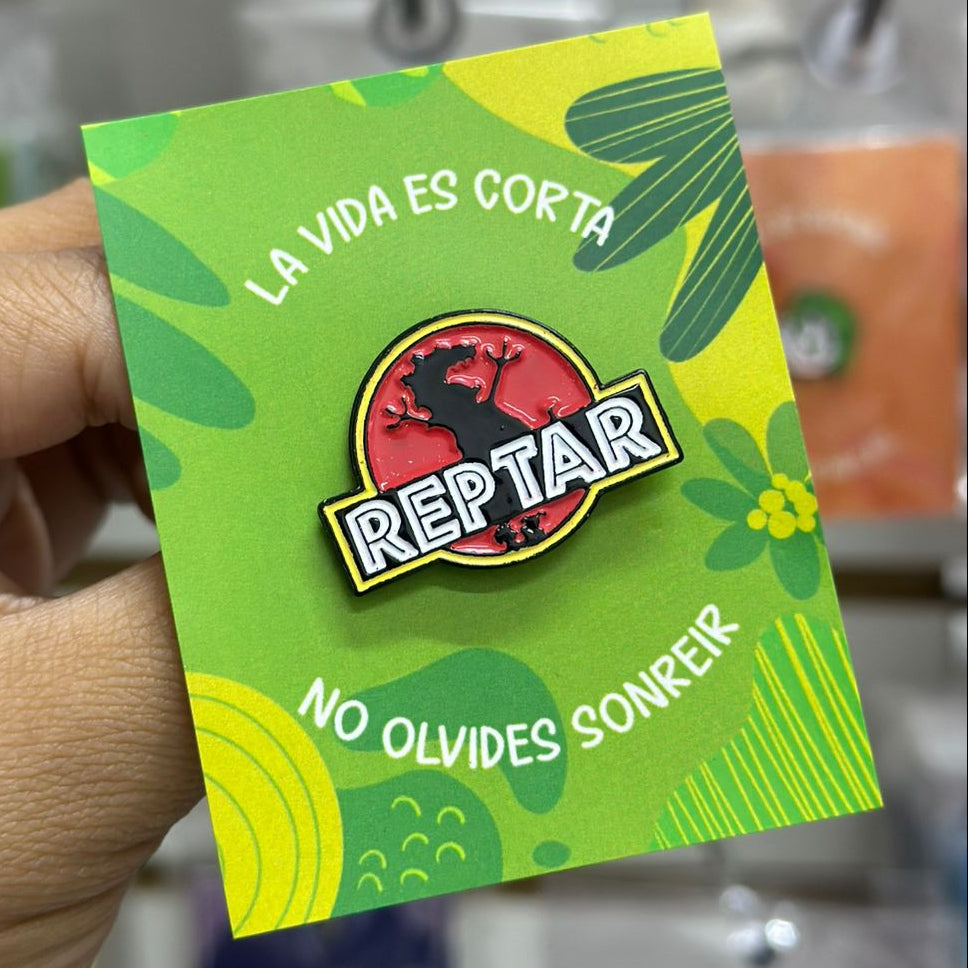 LA VIDA ES CORTA
REPTAR
NO OLVIDES SONREIR